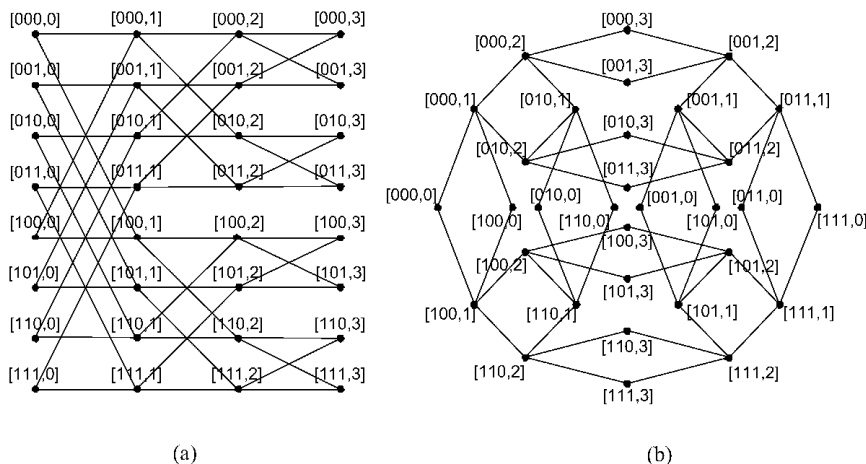 [000,0] [000,1] [000,2] [000,3]
[001,0] [001,1] [001,2] [001,3]
[010,0] [010,1] [010,2] [010,3]
[011,0] [011,1] [011,2] [011,3]
[100,0] [100,1] [100,2] [100,3]
[101,0] [101,1] [101,2] [101,3]
[110,0] [110,1] [110,2] [110,3]
[111,0] [111,1] [111,2] [111,3]
(a)
[000,3]
[000,2] [001,2]
[001,3]
[000,1] [010,1] [001,1] [011,1]
[010,3]
[010,2] [011,2]
[011,3]
[000,0] [010,0] [001,0] [011,0]
[100,0] [110,0] [101,0] [111,0]
[100,3]
[100,2] [101,2]
[101,3]
[100,1] [110,1] [101,1] [111,1]
[110,3]
[110,2] [111,2]
[111,3]
(b)